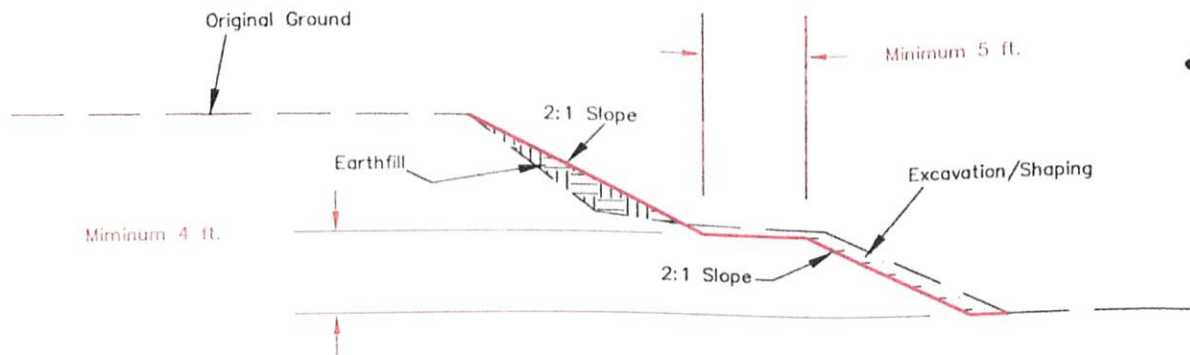 Original Ground
Minimum 5 ft.
2:1 Slope
Earthfill
Excavation/Shaping
Miminum 4 ft.
2:1 Slope